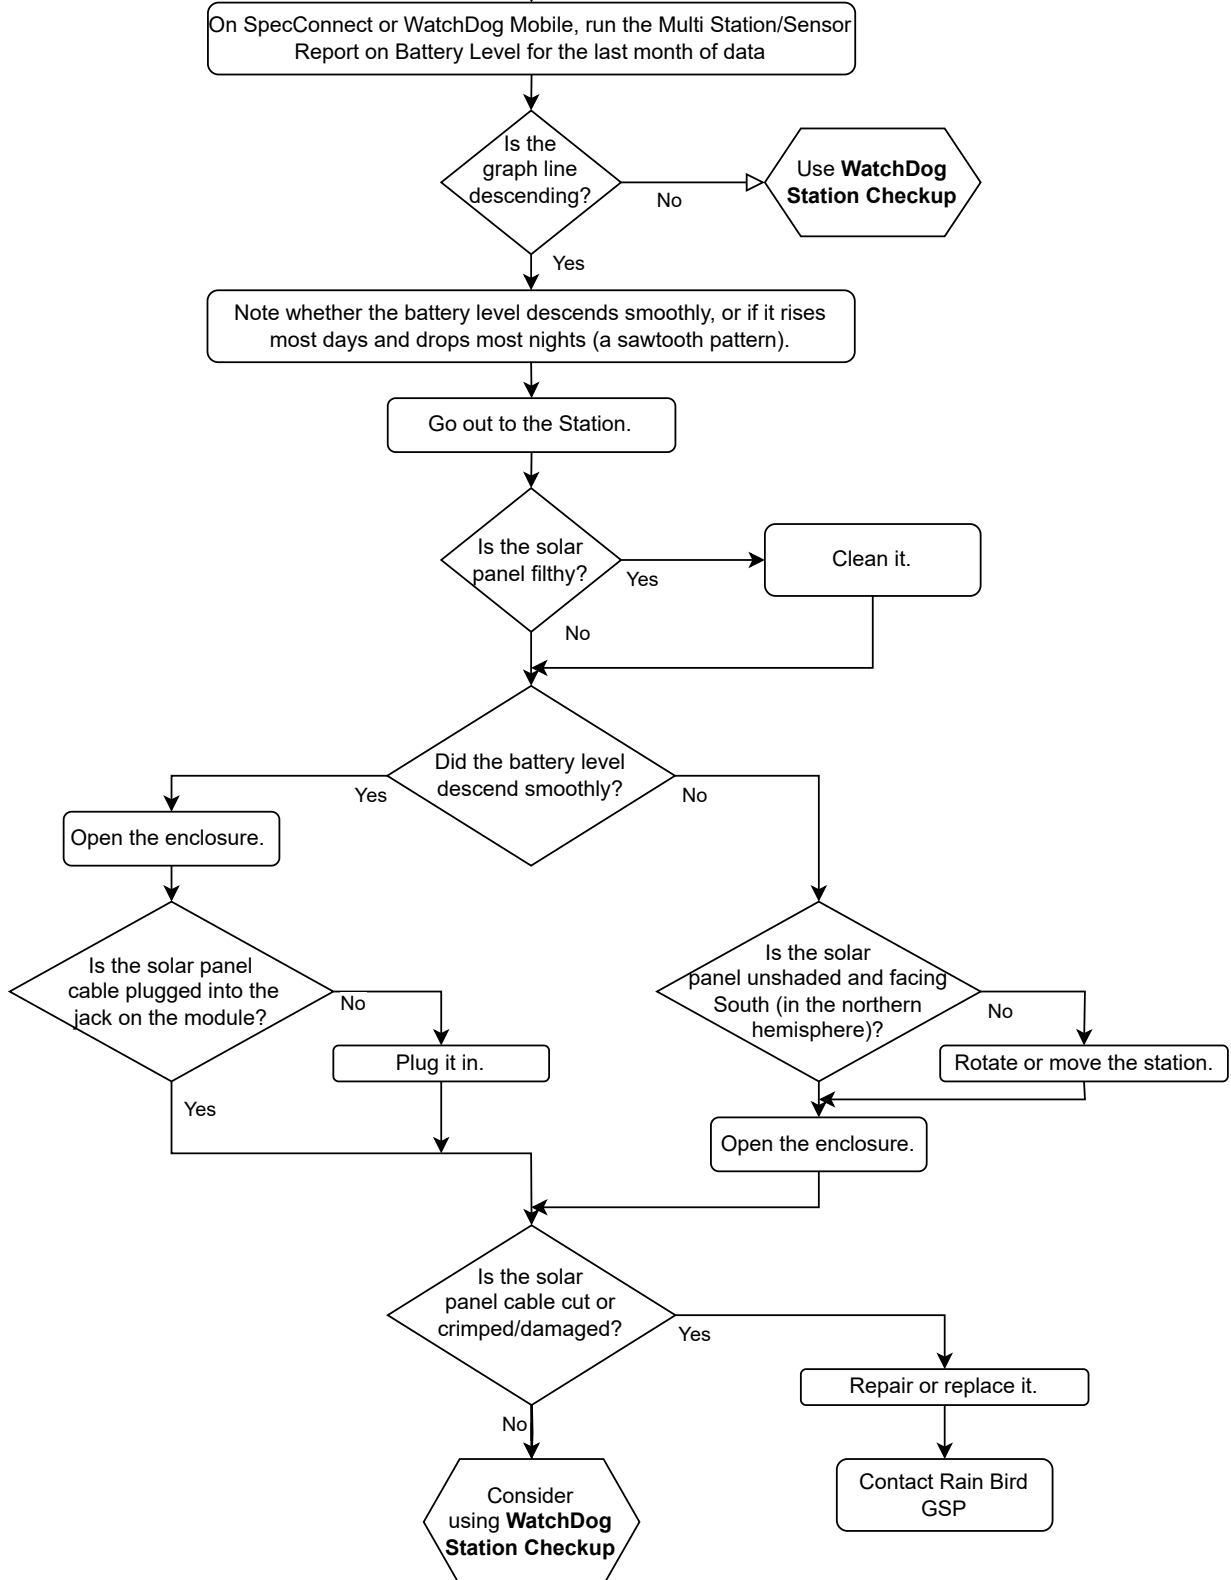 On SpecConnect or WatchDog Mobile, run the Multi Station/Sensor
Report on Battery Level for the last month of data
Is the
graph line
descending?
No
Use WatchDog
Station Checkup
Yes
Note whether the battery level descends smoothly, or if it rises
most days and drops most nights (a sawtooth pattern).
Go out to the Station.
Is the solar
panel filthy?
Yes
Clean it.
No
Did the battery level
descend smoothly?
Yes
No
Open the enclosure.
Is the solar panel
cable plugged into the
jack on the module?
No
Plug it in.
Yes
Is the solar
panel unshaded and facing
South (in the northern
hemisphere)?
No
Rotate or move the station.
Open the enclosure.
Is the solar
panel cable cut or
crimped/damaged?
Yes
Repair or replace it.
Contact Rain Bird
GSP
No
Consider
using WatchDog
Station Checkup